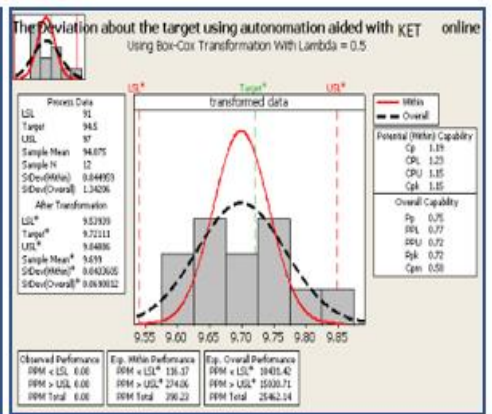 The Deviation about the target using autonomation aided with KET online
Using Box-Cox Transformation With Lambda = 0.5
LSL* Target* USL*
transformed data
Process Data
LSL 91
Target 94.5
USL 97
Sample Mean 94.075
Sample N 12
StDev(Within) 0.844959
StDev(Overall) 1.34206
After Transformation
LSL* 9.53939
Target* 9.72111
USL* 9.84886
Sample Mean* 9.699
StDev(Within)* 0.0433605
StDev(Overall)* 0.0690812
Within
Overall
Potential (Within) Capability
Cp 1.19
CPL 1.23
CPU 1.15
Cpk 1.15
Overall Capability
Pp 0.75
PPL 0.77
PPU 0.72
Ppk 0.72
Cpm 0.50
9.55 9.60 9.65 9.70 9.75 9.80 9.85
Observed Performance
PPM < LSL 0.00
PPM > USL 0.00
PPM Total 0.00
Exp. Within Performance
PPM < LSL* 116.17
PPM > USL* 274.06
PPM Total 390.23
Exp. Overall Performance
PPM < LSL* 10431.42
PPM > USL* 15030.71
PPM Total 25462.14